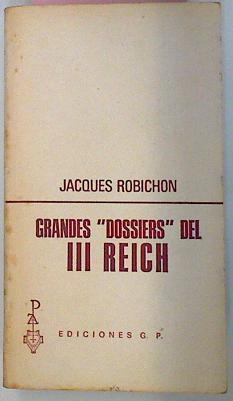 JACQUES ROBICHON
GRANDES "DOSSIERS" DEL
III REICH
EDICIONES G. P.